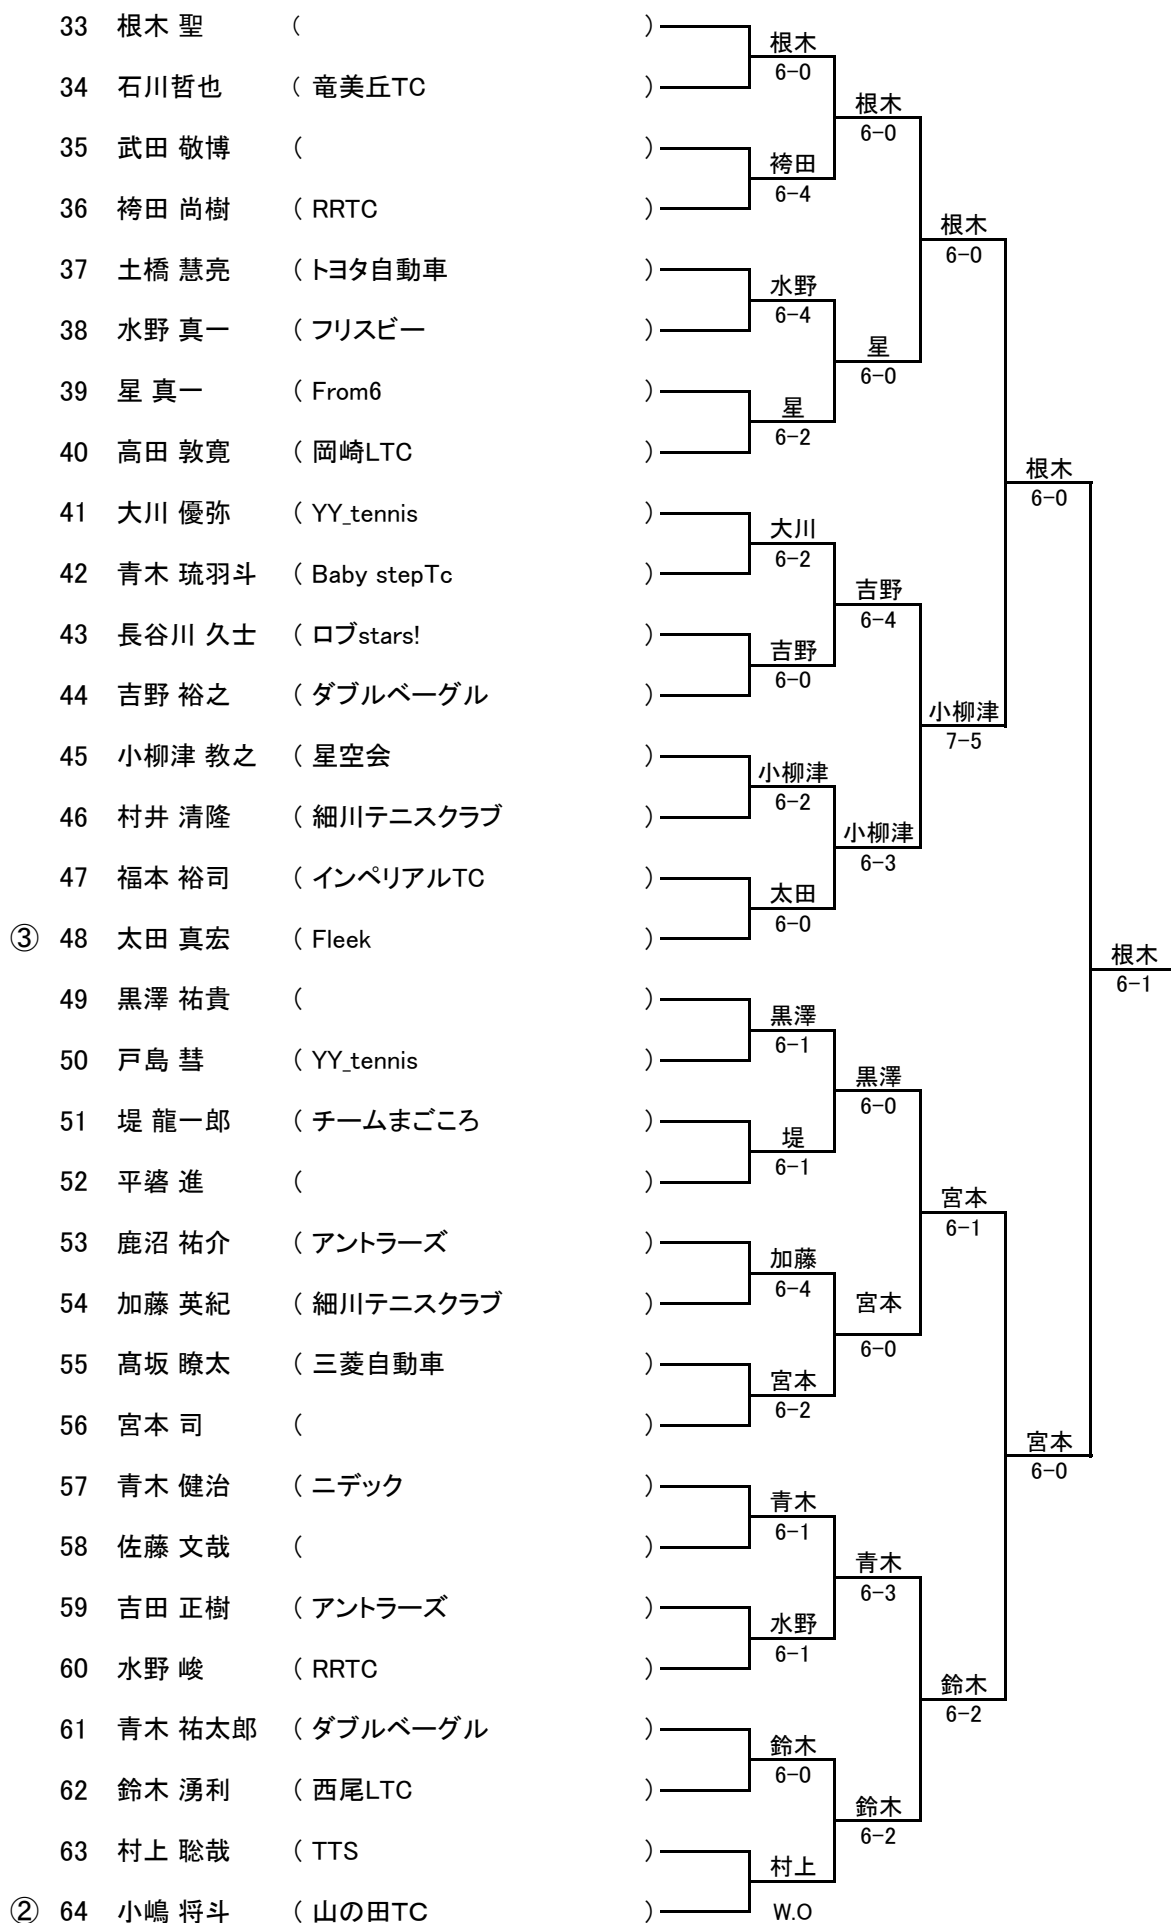 33 根木 聖 ( )
根木
6-0
34 石川哲也 ( 竜美丘TC )
根木
6-0
35 武田 敬博 ( )
袴田
6-4
36 袴田 尚樹 ( RRTC )
根木
6-0
37 土橋 慧亮 ( トヨタ自動車 )
水野
6-4
38 水野 真一 ( フリスビー )
星
6-0
39 星 真一 ( From6 )
星
6-2
40 高田 敦寛 ( 岡崎LTC )
根木
6-0
41 大川 優弥 ( YY_tennis )
大川
6-2
42 青木 琉羽斗 ( Baby stepTc )
吉野
6-4
43 長谷川 久士 ( ロブstars! )
吉野
6-0
44 吉野 裕之 ( ダブルベーグル )
小柳津
7-5
45 小柳津 教之 ( 星空会 )
小柳津
6-2
46 村井 清隆 ( 細川テニスクラブ )
小柳津
6-3
47 福本 裕司 ( インペリアルTC )
太田
6-0
③ 48 太田 真宏 ( Fleek )
根木
6-1
49 黒澤 祐貴 ( )
黒澤
6-1
50 戸島 彗 ( YY_tennis )
黒澤
6-0
51 堤 龍一郎 ( チームまごころ )
堤
6-1
52 平碆 進 ( )
宮本
6-1
53 鹿沼 祐介 ( アントラーズ )
加藤
6-4
54 加藤 英紀 ( 細川テニスクラブ )
宮本
6-0
55 髙坂 瞭太 ( 三菱自動車 )
宮本
6-2
56 宮本 司 ( )
宮本
6-0
57 青木 健治 ( ニデック )
青木
6-1
58 佐藤 文哉 ( )
青木
6-3
59 吉田 正樹 ( アントラーズ )
水野
6-1
60 水野 峻 ( RRTC )
鈴木
6-2
61 青木 祐太郎 ( ダブルベーグル )
鈴木
6-0
62 鈴木 湧利 ( 西尾LTC )
鈴木
6-2
63 村上 聡哉 ( TTS )
村上
W.O
② 64 小嶋 将斗 ( 山の田TC )